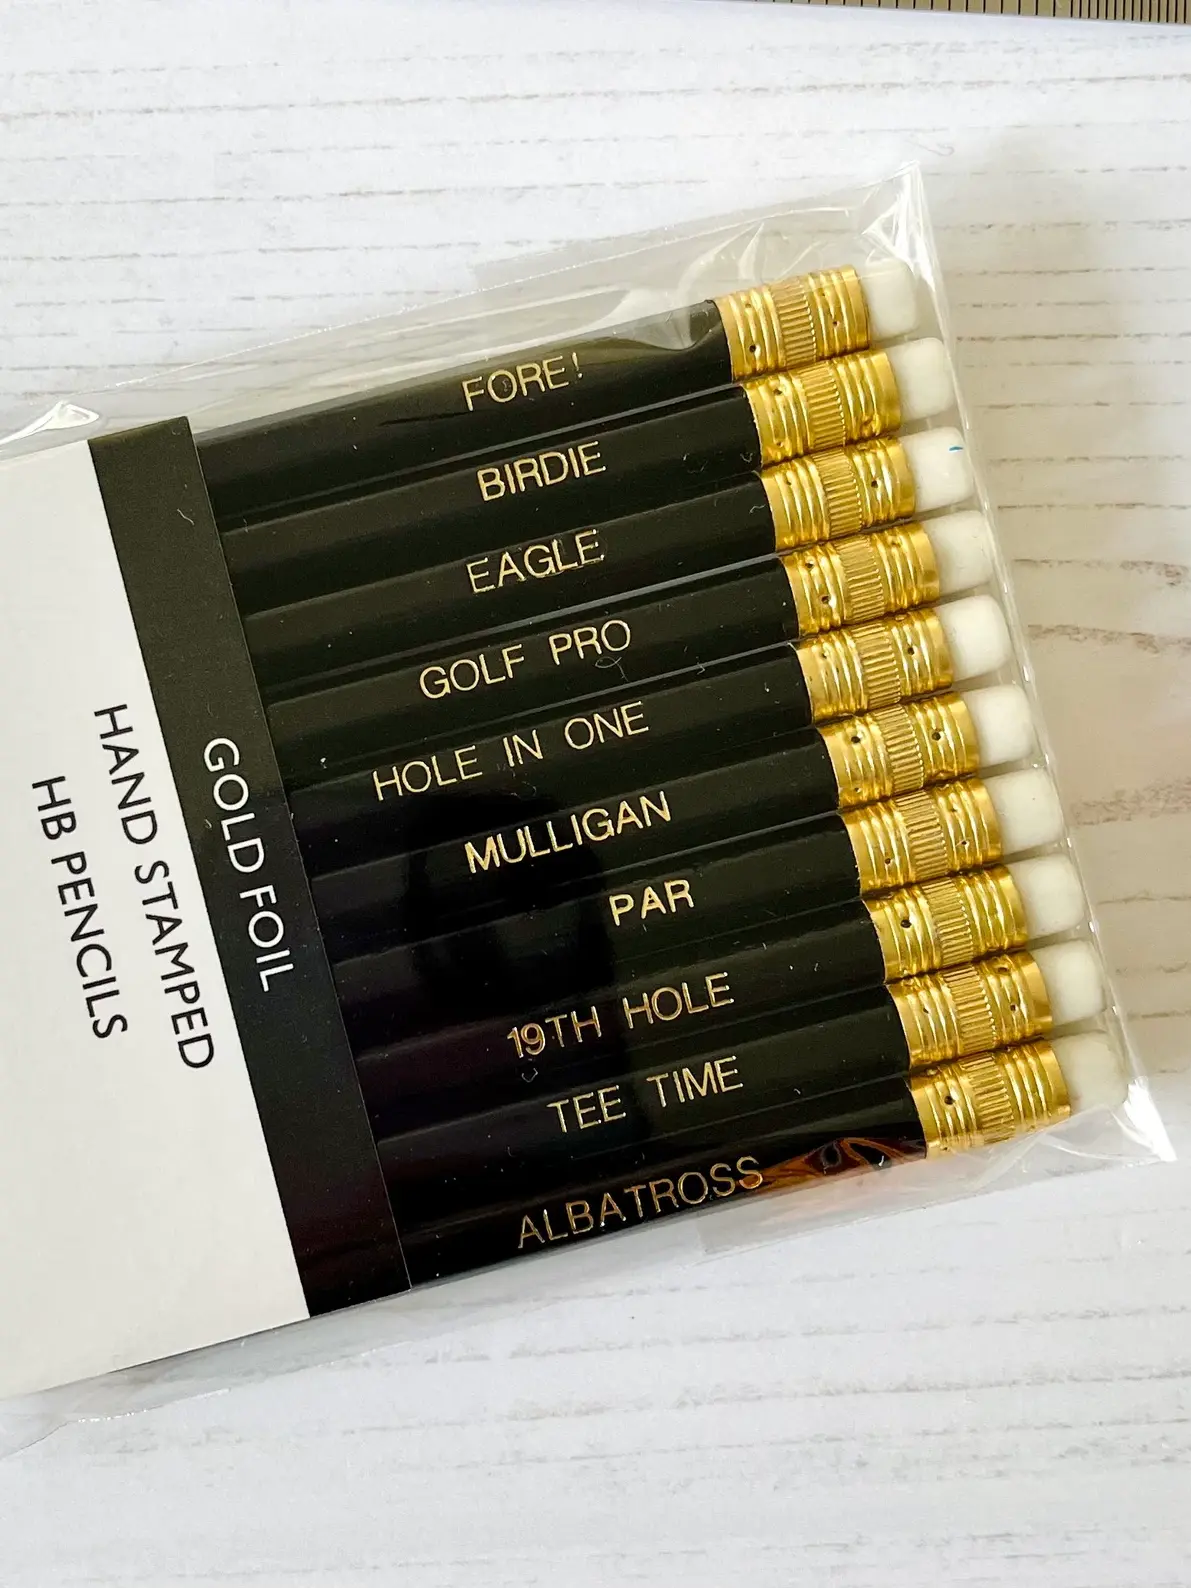 FORE!
BIRDIE
EAGLE
GOLF PRO
HOLE IN ONE
MULLIGAN
PAR
19TH HOLE
TEE TIME
ALBATROSS
GOLD FOIL
HAND STAMPED
HB PENCILS